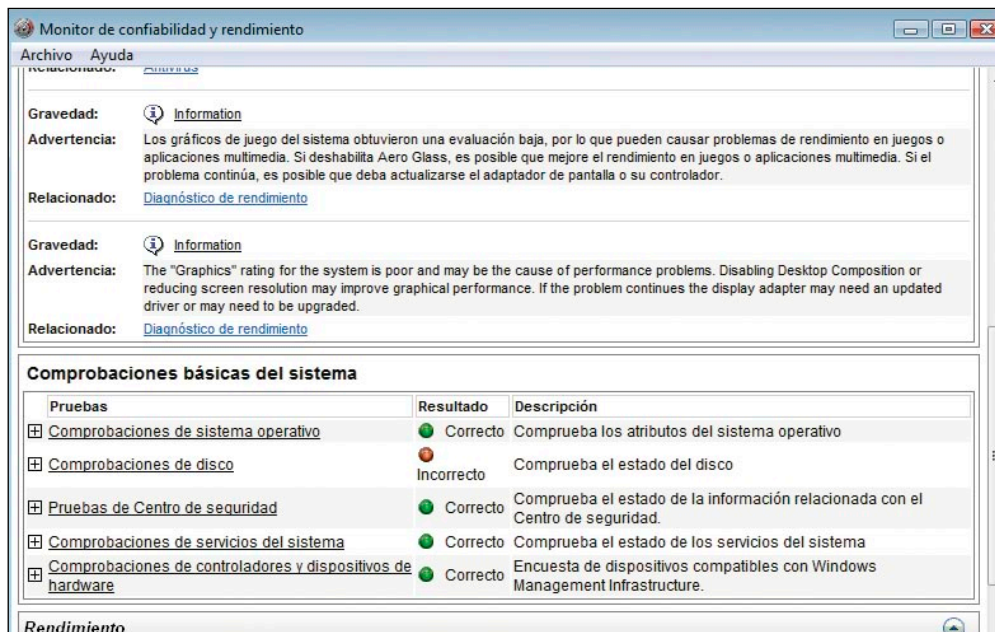 Monitor de confiabilidad y rendimiento
Archivo Ayuda
Relacionado: Antivirus
Gravedad: Information
Advertencia: Los gráficos de juego del sistema obtuvieron una evaluación baja, por lo que pueden causar problemas de rendimiento en juegos o
aplicaciones multimedia. Si deshabilita Aero Glass, es posible que mejore el rendimiento en juegos o aplicaciones multimedia. Si el
problema continúa, es posible que deba actualizarse el adaptador de pantalla o su controlador.
Relacionado: Diagnóstico de rendimiento
Gravedad: Information
Advertencia: The "Graphics" rating for the system is poor and may be the cause of performance problems. Disabling Desktop Composition or
reducing screen resolution may improve graphical performance. If the problem continues the display adapter may need an updated
driver or may need to be upgraded.
Relacionado: Diagnóstico de rendimiento
Comprobaciones básicas del sistema
Pruebas Resultado Descripción
Comprobaciones de sistema operativo Correcto Comprueba los atributos del sistema operativo
Comprobaciones de disco Incorrecto Comprueba el estado del disco
Pruebas de Centro de seguridad Correcto Comprueba el estado de la información relacionada con el
Centro de seguridad.
Comprobaciones de servicios del sistema Correcto Comprueba el estado de los servicios del sistema
Comprobaciones de controladores y dispositivos de
hardware Correcto Encuesta de dispositivos compatibles con Windows
Management Infrastructure.
Rendimiento